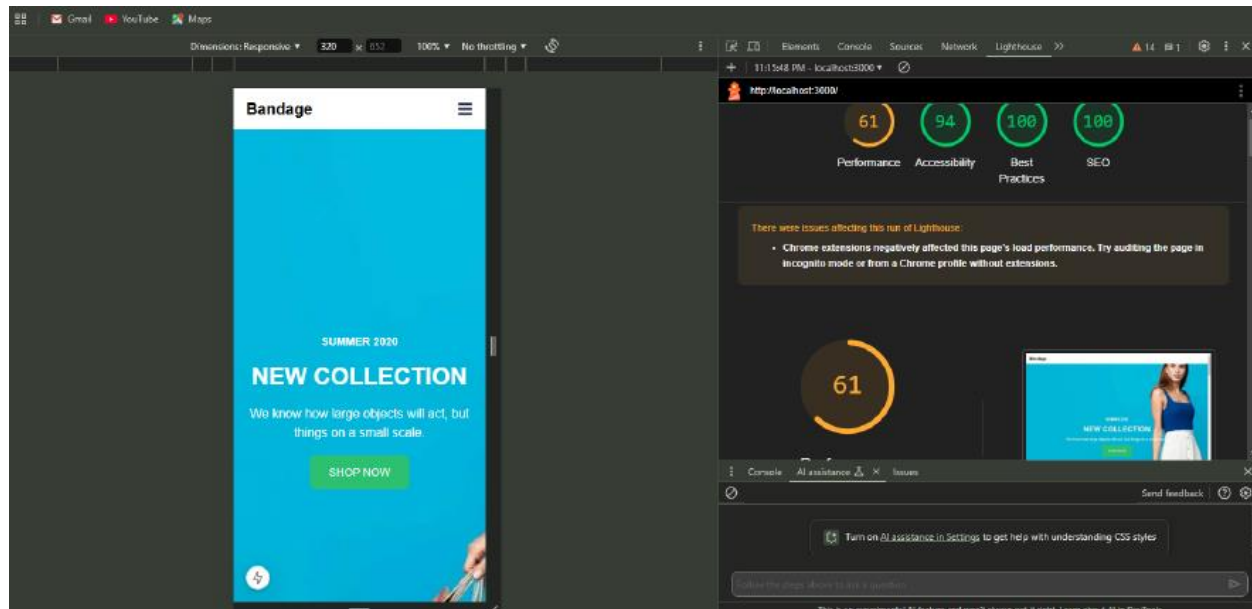 Gmail YouTube Maps
Dimensions: Responsive ▾ 320 × 652 100% ▾ No throttling ▾
Elements Console Sources Network Lighthouse >> 14 1
+ 11:15:48 PM - localhost:3000 ▾
http://localhost:3000/
Bandage
SUMMER 2020
NEW COLLECTION
We know how large objects will act, but
things on a small scale.
SHOP NOW
61 94 100 100
Performance Accessibility Best
Practices SEO
There were issues affecting this run of Lighthouse:
• Chrome extensions negatively affected this page's load performance. Try auditing the page in
incognito mode or from a Chrome profile without extensions.
61
Bandage
NEW COLLECTION
Console AI assistance Issues
Send feedback
Turn on AI assistance in Settings to get help with understanding CSS styles
Follow the steps above to ask a question